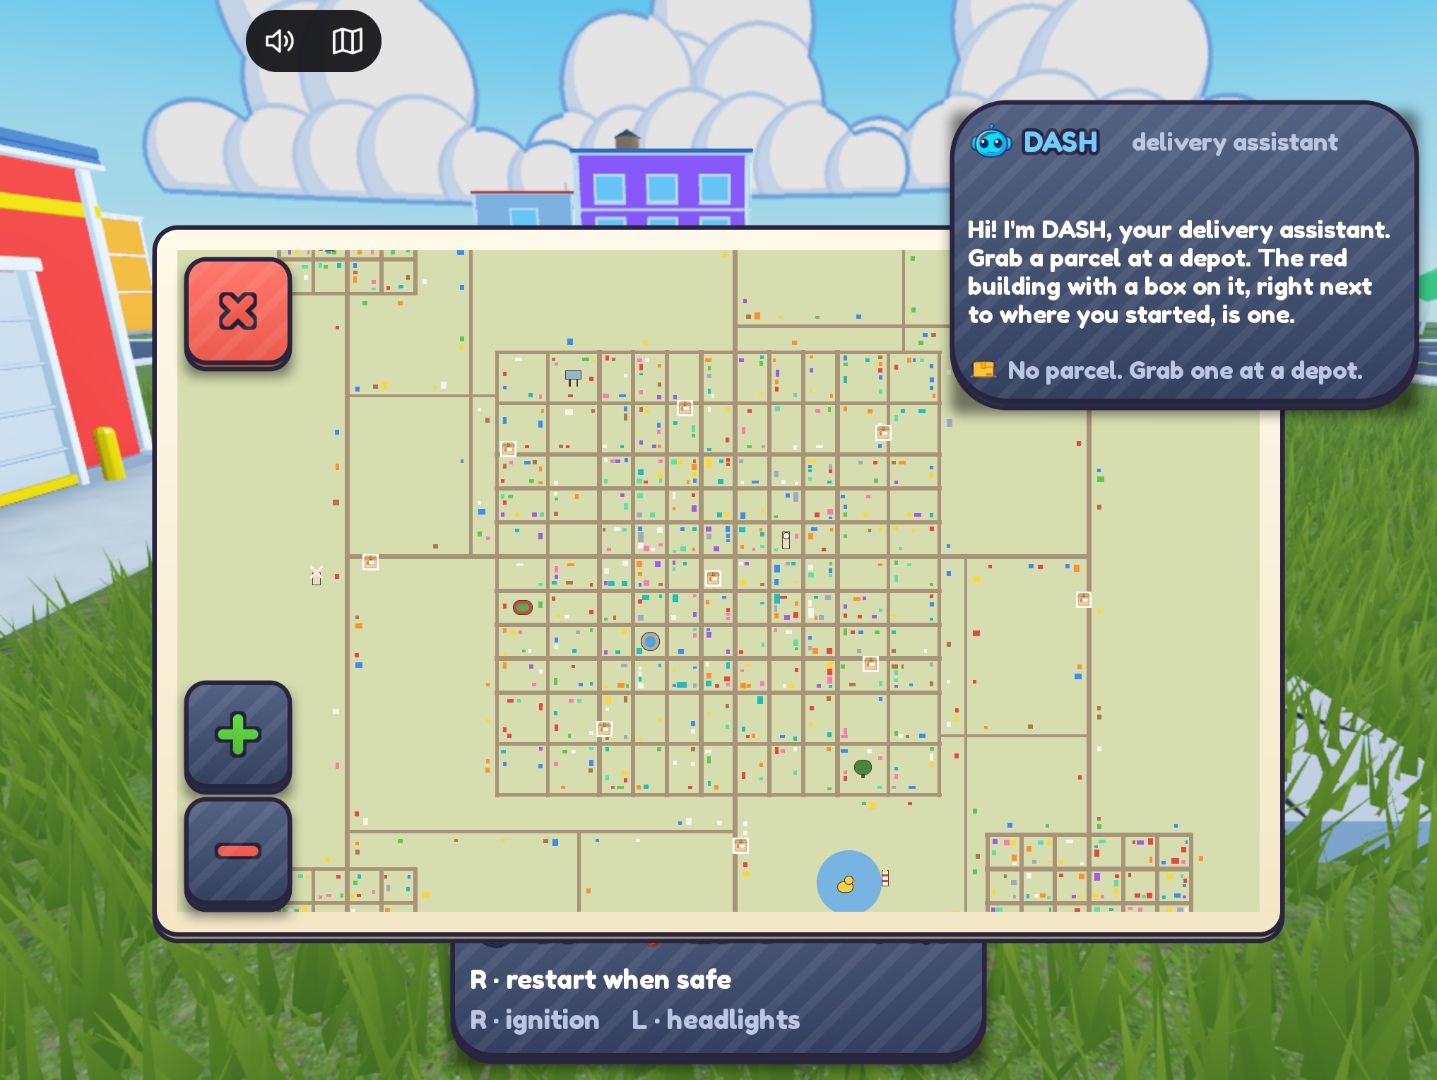 DASH delivery assistant
Hi! I'm DASH, your delivery assistant.
Grab a parcel at a depot. The red
building with a box on it, right next
to where you started, is one.
No parcel. Grab one at a depot.
R · restart when safe
R · ignition L · headlights